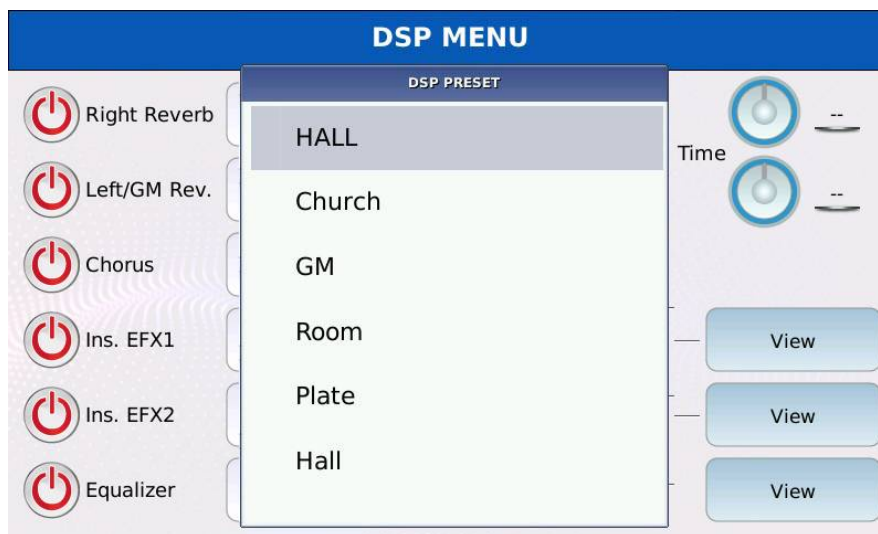 DSP MENU
DSP PRESET
Right Reverb
HALL
Time
--
Left/GM Rev.
Church
--
Chorus
GM
Ins. EFX1
Room
View
Ins. EFX2
Plate
View
Equalizer
Hall
View